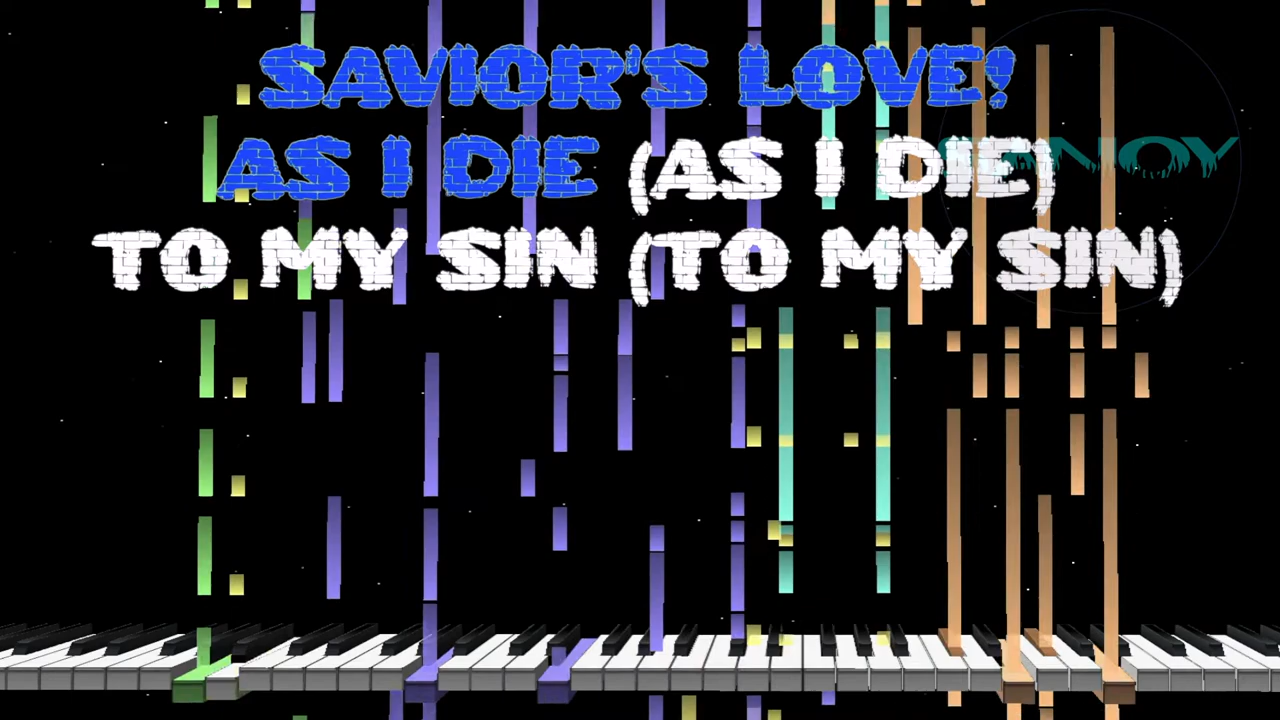 SAVIOR'S LOVE!
AS I DIE (AS I DIE)
TO MY SIN (TO MY SIN)